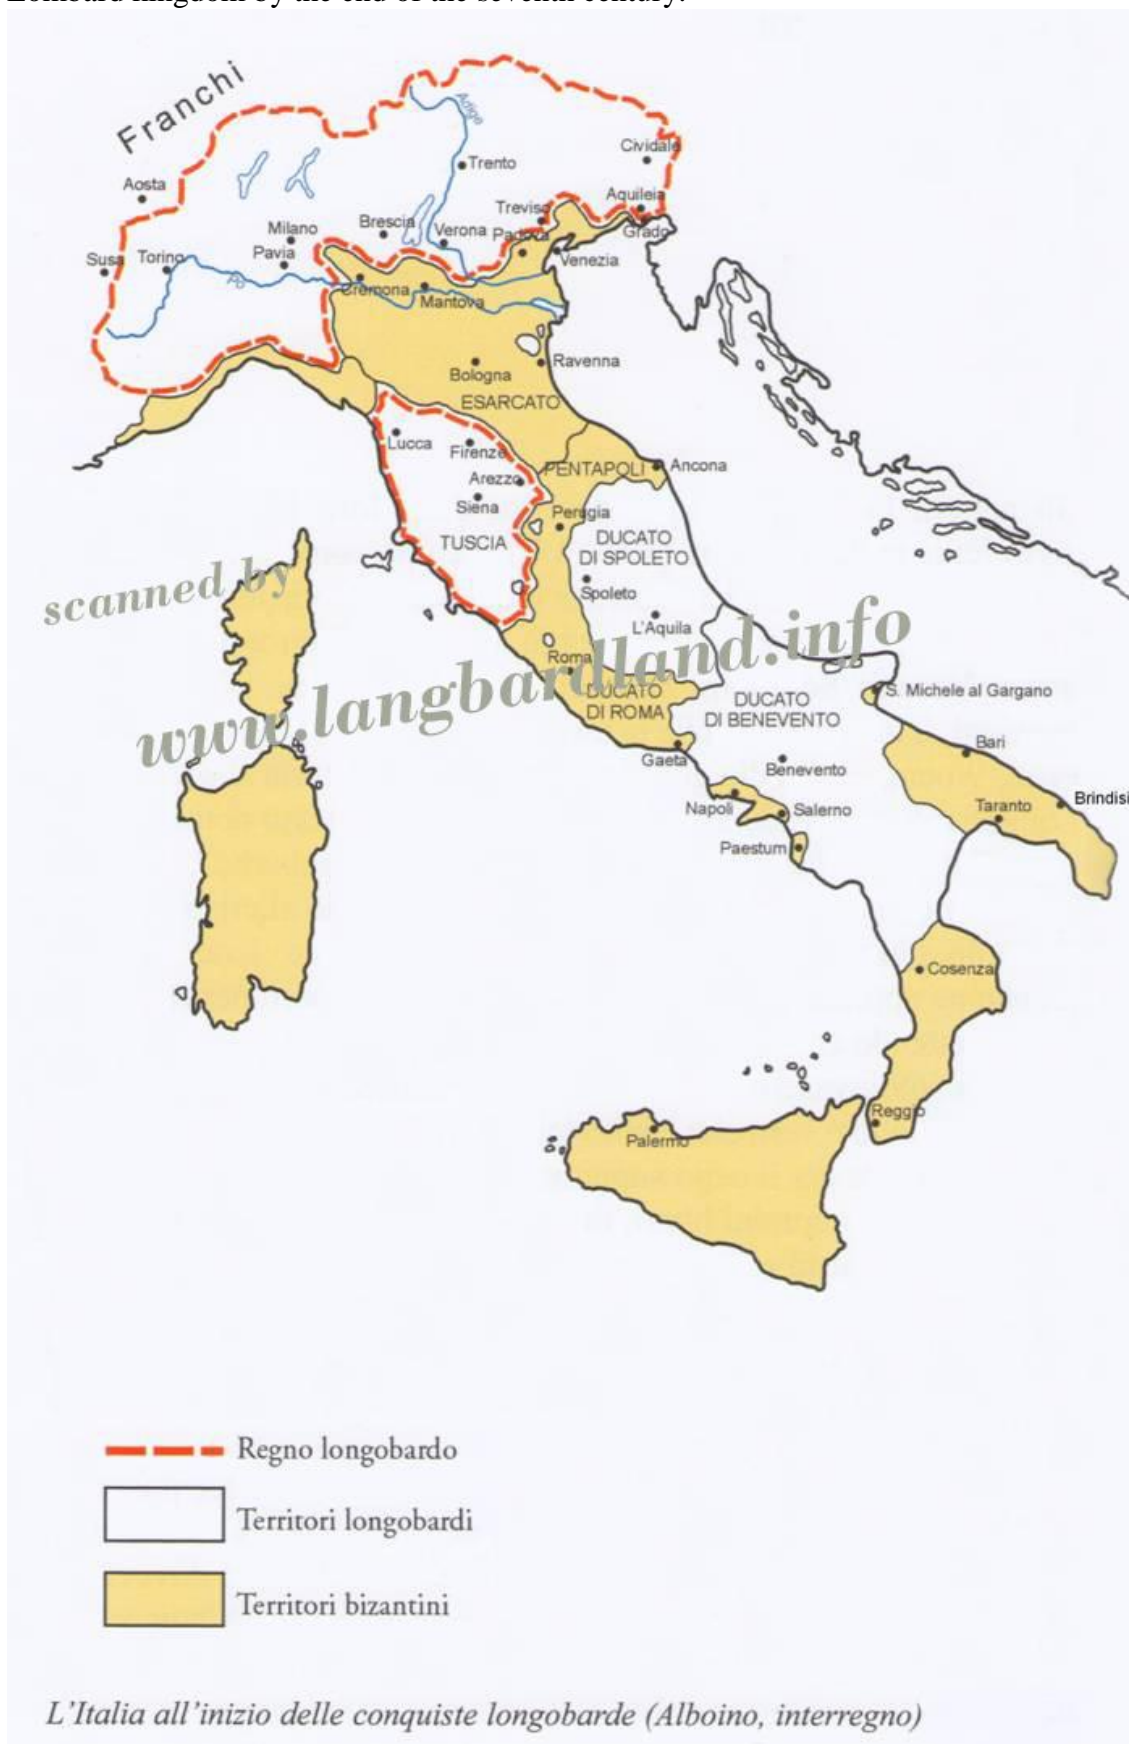 Lombard kingdom by the end of the seventh century.
Franchi
Adige
Cividale
Trento
Aosta
Aquileia
Treviso
Milano
Brescia
Verona
Padova
Grado
Pavia
Venezia
Susa
Torino
Po
Cremona
Mantova
Ravenna
Bologna
ESARCATO
Lucca
Firenze
PENTAPOLI
Ancona
Arezzo
Siena
Perugia
TUSCIA
DUCATO
DI SPOLETO
scanned by
Spoleto
L'Aquila
www.langbardland.info
Roma
DUCATO
DI ROMA
S. Michele al Gargano
DUCATO
DI BENEVENTO
Gaeta
Bari
Benevento
Napoli
Salerno
Taranto
Brindisi
Paestum
Cosenza
Reggio
Palermo
Regno longobardo
Territori longobardi
Territori bizantini
L'Italia all'inizio delle conquiste longobarde (Alboino, interregno)